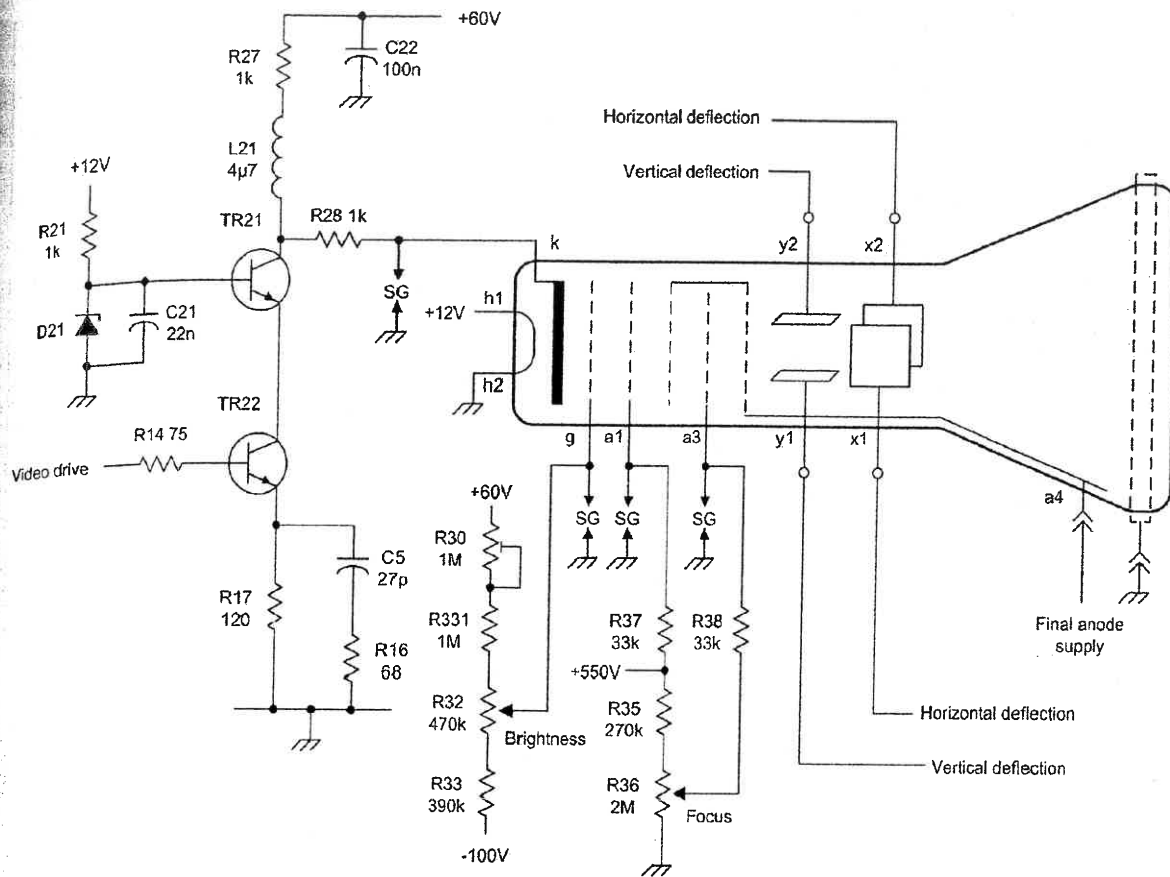 +60V
R27
1k
C22
100n
L21
4µ7
Horizontal deflection
Vertical deflection
+12V
R21
1k
TR21
R28 1k
k
y2
x2
SG
h1
+12V
h2
D21
C21
22n
TR22
R14 75
Video drive
g
a1
a3
y1
x1
a4
+60V
SG
SG
SG
R30
1M
C5
27p
R17
120
R331
1M
R37
33k
R38
33k
Final anode
supply
R16
68
+550V
R32
470k
Brightness
R35
270k
Horizontal deflection
R33
390k
R36
2M
Focus
Vertical deflection
-100V